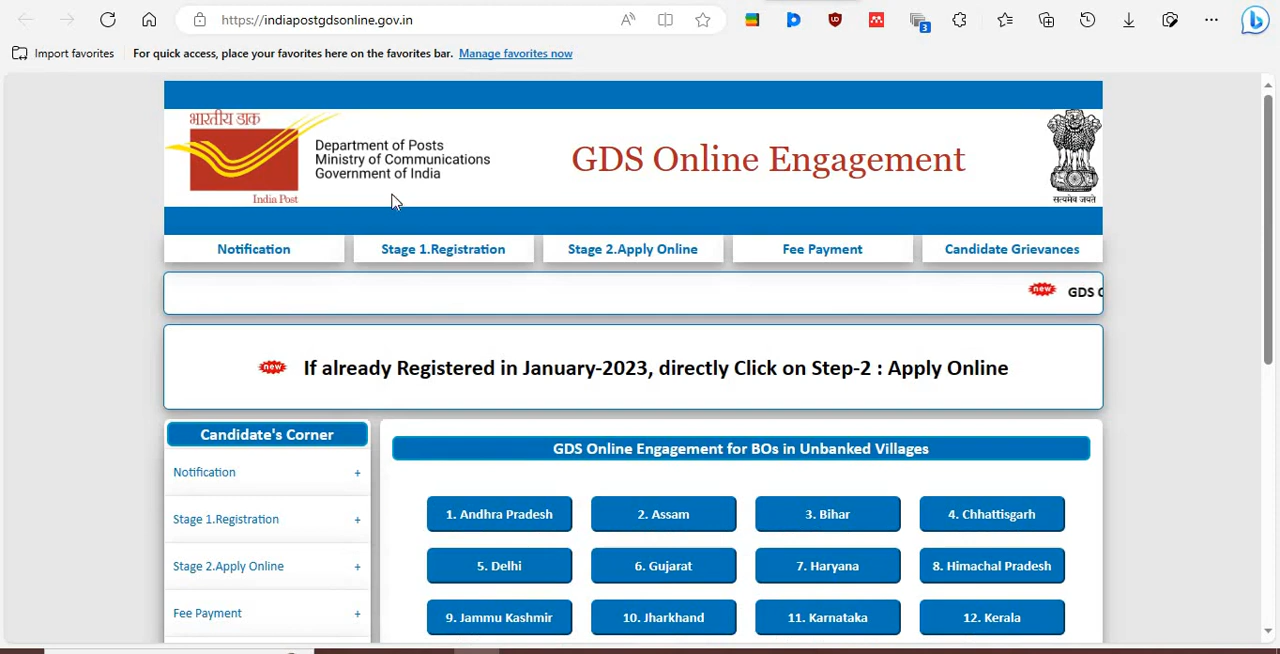 https://indiapostgdsonline.gov.in
3
Import favorites
For quick access, place your favorites here on the favorites bar. Manage favorites now
भारतीय डाक
India Post
Department of Posts
Ministry of Communications
Government of India
GDS Online Engagement
सत्यमेव जयते
Notification
Stage 1.Registration
Stage 2.Apply Online
Fee Payment
Candidate Grievances
new GDS
new If already Registered in January-2023, directly Click on Step-2 : Apply Online
Candidate's Corner
Notification +
Stage 1.Registration +
Stage 2.Apply Online +
Fee Payment +
GDS Online Engagement for BOs in Unbanked Villages
1. Andhra Pradesh
2. Assam
3. Bihar
4. Chhattisgarh
5. Delhi
6. Gujarat
7. Haryana
8. Himachal Pradesh
9. Jammu Kashmir
10. Jharkhand
11. Karnataka
12. Kerala